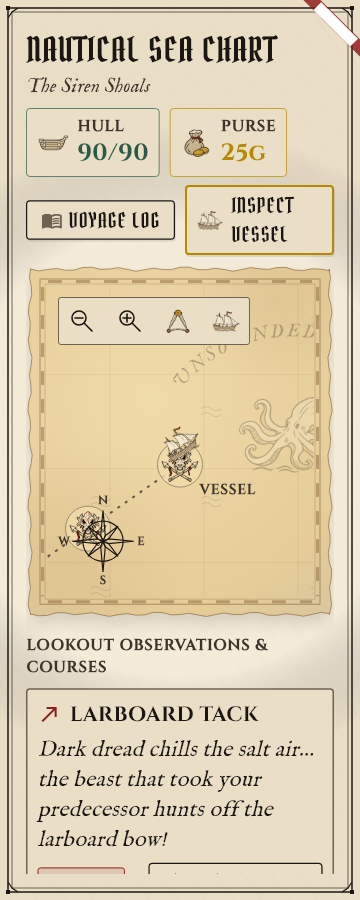 NAUTICAL SEA CHART
The Siren Shoals
HULL
90/90
PURSE
25G
VOYAGE LOG
INSPECT
VESSEL
UNSO NDED
VESSEL
N
W E
S
LOOKOUT OBSERVATIONS &
COURSES
LARBOARD TACK
Dark dread chills the salt air...
the beast that took your
predecessor hunts off the
larboard bow!